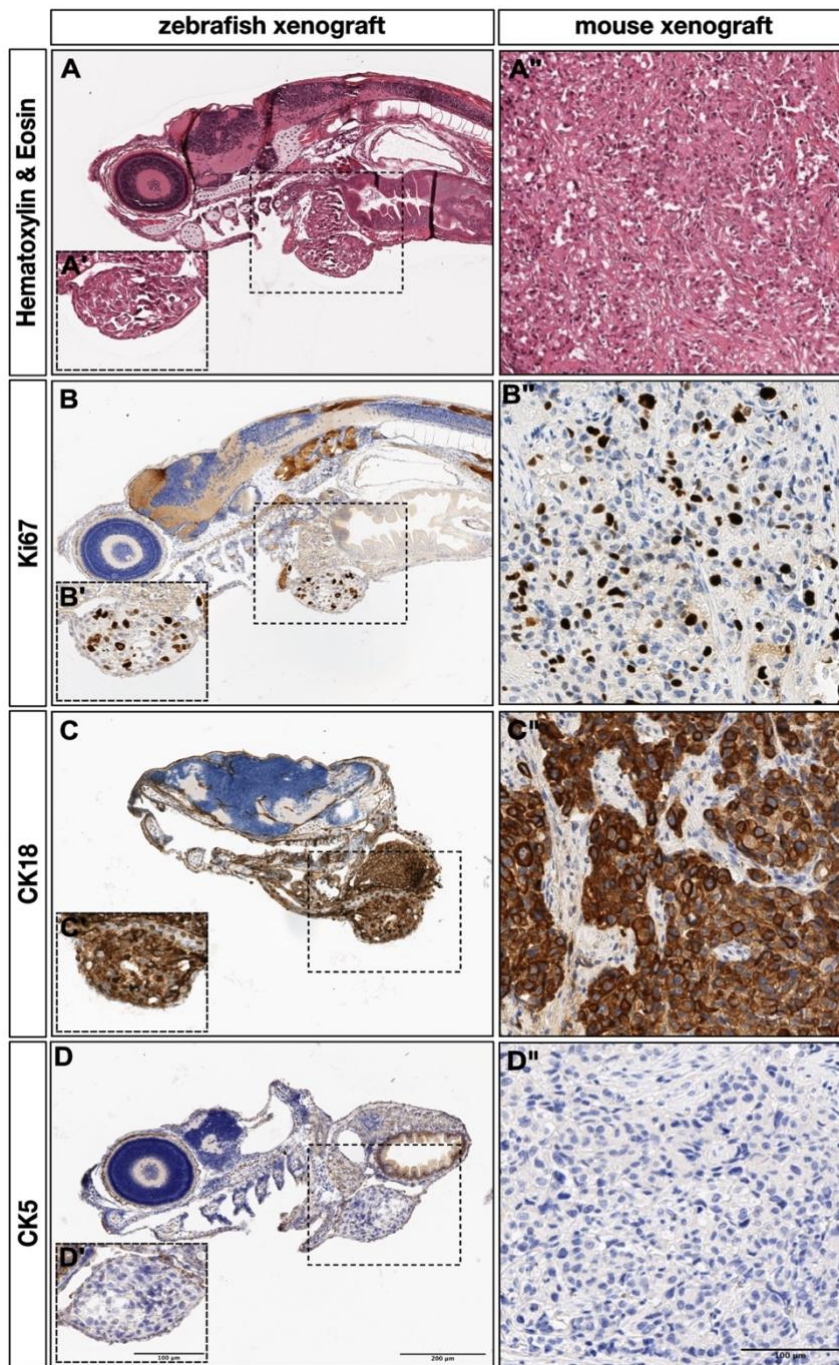 zebrafish xenograft
mouse xenograft
Hematoxylin & Eosin
A
A'
A"
Ki67
B
B'
B"
CK18
C
C'
C"
CK5
D
D'
100 µm
200 µm
D"
100 µm